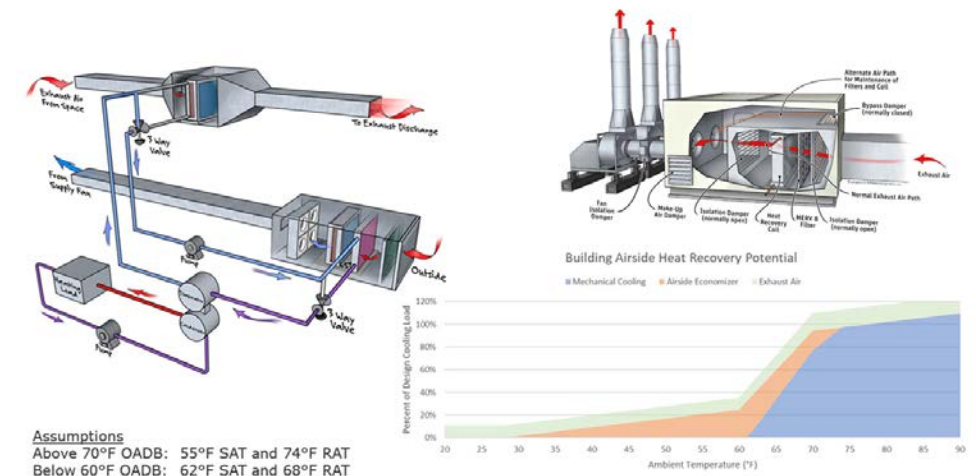 Exhaust Air
From Space
To Exhaust Discharge
3 Way
Valve
From
Supply Fan
Pump
Outside
Heating
Load
3 Way
Valve
Pump
Assumptions
Above 70°F OADB: 55°F SAT and 74°F RAT
Below 60°F OADB: 62°F SAT and 68°F RAT
Alternate Air Path
for Maintenance of
Filters and Coil
Bypass Damper
(normally closed)
Exhaust Air
Normal Exhaust Air Path
Fan
Isolation
Damper
Make-Up
Air Damper
Isolation Damper
(normally open)
Heat
Recovery
Coil
MERV 8
Filter
Isolation Damper
(normally open)
Building Airside Heat Recovery Potential
Mechanical Cooling Airside Economizer Exhaust Air
Percent of Design Cooling Load
120%
100%
80%
60%
40%
20%
0%
20 25 30 35 40 45 50 55 60 65 70 75 80 85 90
Ambient Temperature (°F)